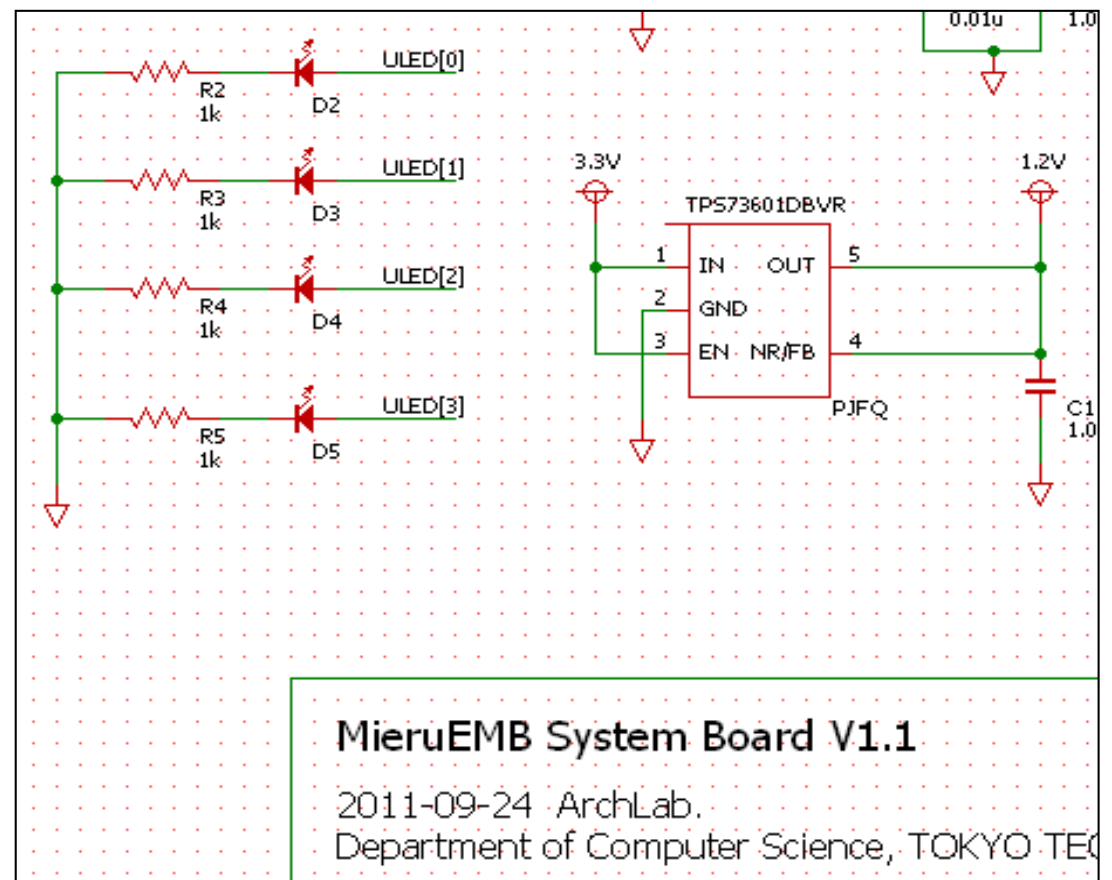 0.01u
1.0
ULED[0]
R2
1k
D2
ULED[1]
R3
1k
D3
ULED[2]
R4
1k
D4
ULED[3]
R5
1k
D5
3.3V
1.2V
TPS73601DBVR
1 IN OUT 5
2 GND
3 EN NR/FB 4
PJFQ
C1
1.0
MieruEMB System Board V1.1
2011-09-24 ArchLab.
Department of Computer Science, TOKYO TEC